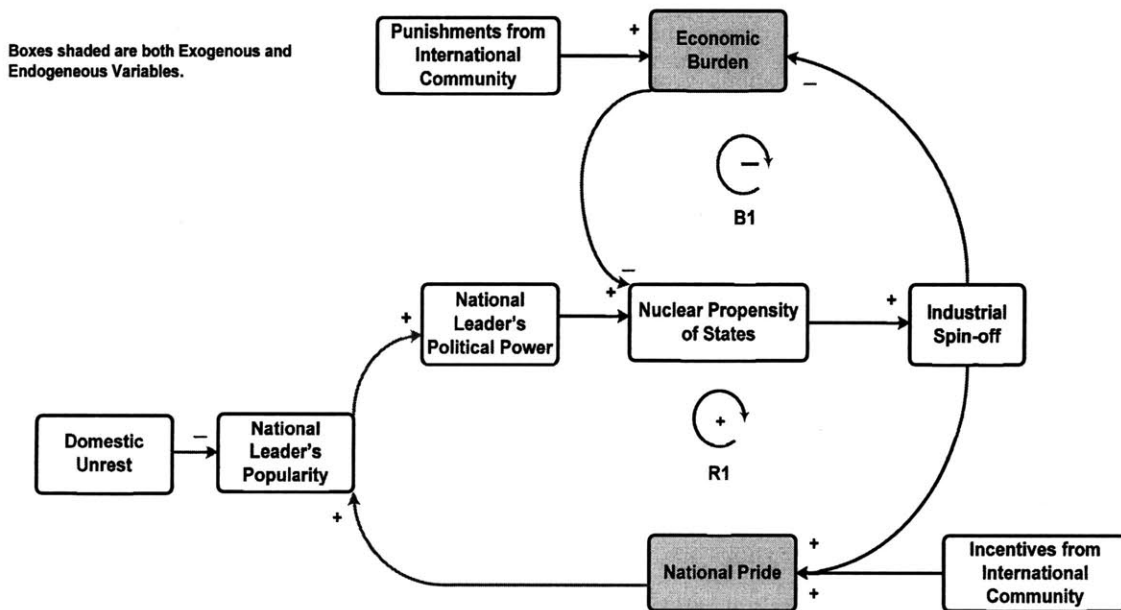 Boxes shaded are both Exogenous and
Endogeneous Variables.
Punishments from
International
Community
+
Economic
Burden
−
−
B1
−
+
National
Leader's
Political Power
+
Nuclear Propensity
of States
+
Industrial
Spin-off
Domestic
Unrest
−
National
Leader's
Popularity
+
+
R1
National Pride
+
+
Incentives from
International
Community